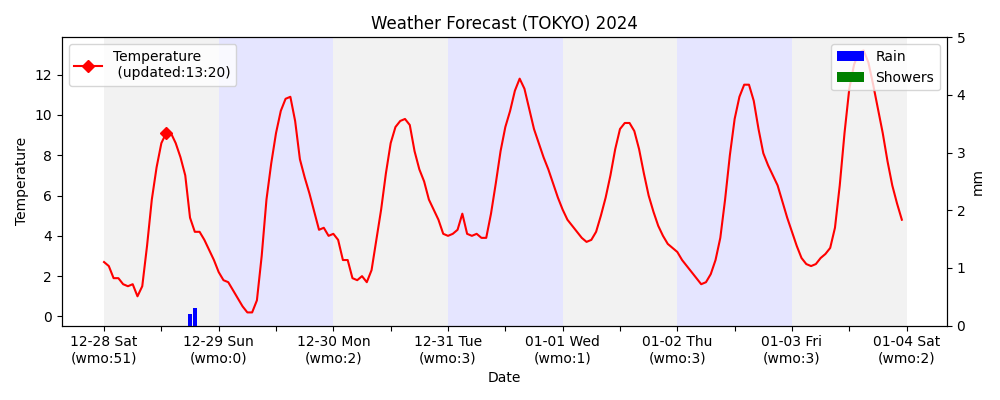 Weather Forecast (TOKYO) 2024
Temperature
(updated:13:20)
Rain
Showers
Temperature
12
10
8
6
4
2
0
5
4
3
2
1
0
mm
12-28 Sat
(wmo:51)
12-29 Sun
(wmo:0)
12-30 Mon
(wmo:2)
12-31 Tue
(wmo:3)
01-01 Wed
(wmo:1)
01-02 Thu
(wmo:3)
01-03 Fri
(wmo:3)
01-04 Sat
(wmo:2)
Date